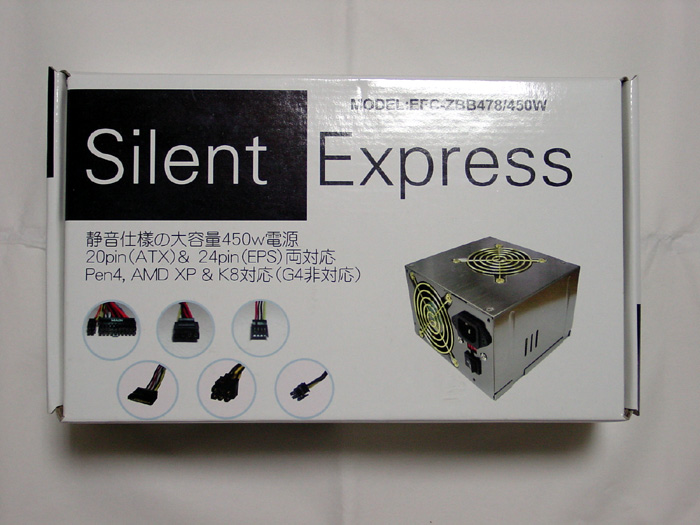 MODEL:EFC-ZBB478/450W
Silent Express
静音仕様の大容量450w電源
20pin(ATX)& 24pin(EPS)両対応
Pen4, AMD XP & K8対応(G4非対応)